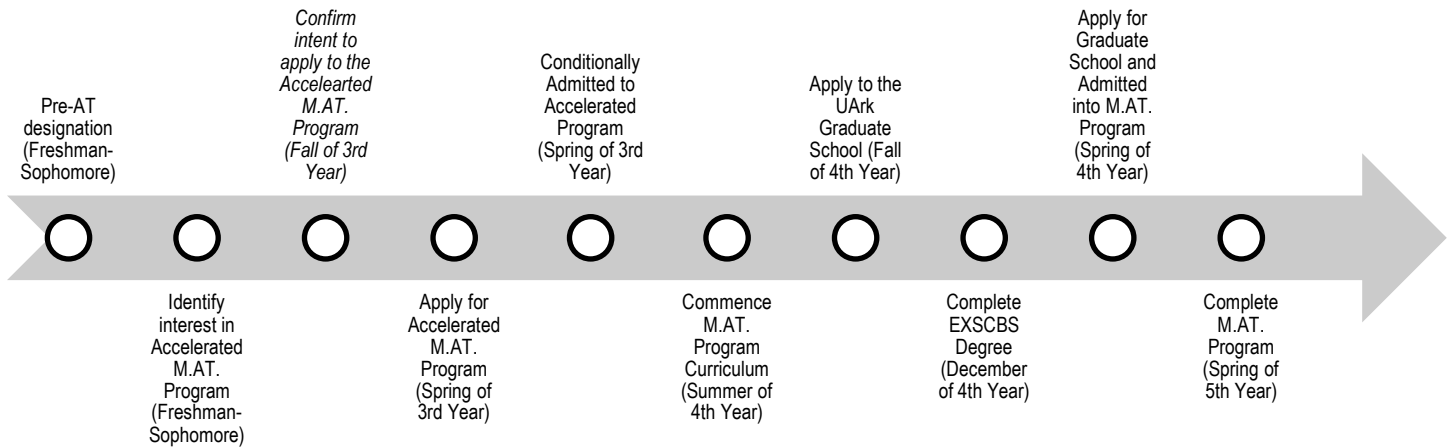 Pre-AT
designation
(Freshman-
Sophomore)
Identify
interest in
Accelerated
M.AT.
Program
(Freshman-
Sophomore)
Confirm
intent to
apply to the
Accelearted
M.AT.
Program
(Fall of 3rd
Year)
Apply for
Accelerated
M.AT.
Program
(Spring of
3rd Year)
Conditionally
Admitted to
Accelerated
Program
(Spring of 3rd
Year)
Commence
M.AT.
Program
Curriculum
(Summer of
4th Year)
Apply to the
UArk
Graduate
School (Fall
of 4th Year)
Complete
EXSCBS
Degree
(December
of 4th Year)
Apply for
Graduate
School and
Admitted
into M.AT.
Program
(Spring of
4th Year)
Complete
M.AT.
Program
(Spring of
5th Year)